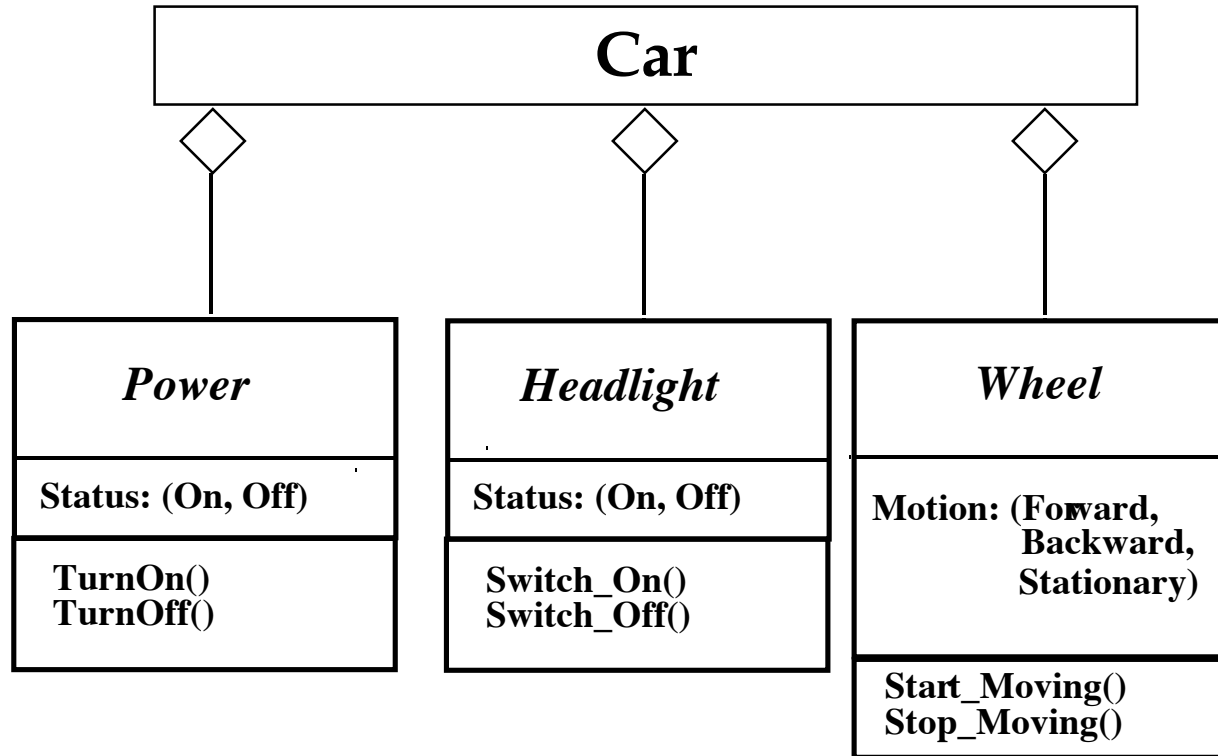 Car
Power
Headlight
Wheel
Status: (On, Off)
Status: (On, Off)
Motion: (Forward,
Backward,
Stationary)
TurnOn()
TurnOff()
Switch_On()
Switch_Off()
Start_Moving()
Stop_Moving()